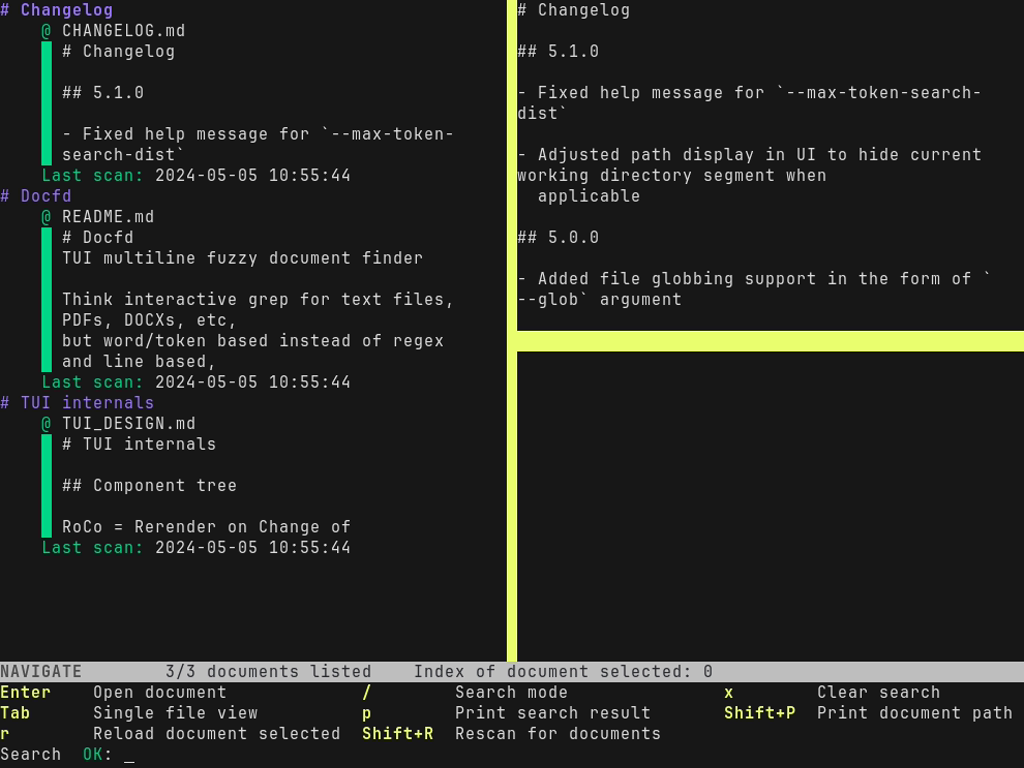 # Changelog
@ CHANGELOG.md
# Changelog
## 5.1.0
- Fixed help message for `--max-token-
search-dist`
Last scan: 2024-05-05 10:55:44
# Docfd
@ README.md
# Docfd
TUI multiline fuzzy document finder
Think interactive grep for text files,
PDFs, DOCXs, etc,
but word/token based instead of regex
and line based,
Last scan: 2024-05-05 10:55:44
# TUI internals
@ TUI_DESIGN.md
# TUI internals
## Component tree
RoCo = Rerender on Change of
Last scan: 2024-05-05 10:55:44
# Changelog
## 5.1.0
- Fixed help message for `--max-token-search-
dist`
- Adjusted path display in UI to hide current
working directory segment when
applicable
## 5.0.0
- Added file globbing support in the form of `
--glob` argument
NAVIGATE 3/3 documents listed Index of document selected: 0
Enter Open document / Search mode x Clear search
Tab Single file view p Print search result Shift+P Print document path
r Reload document selected Shift+R Rescan for documents
Search OK: _